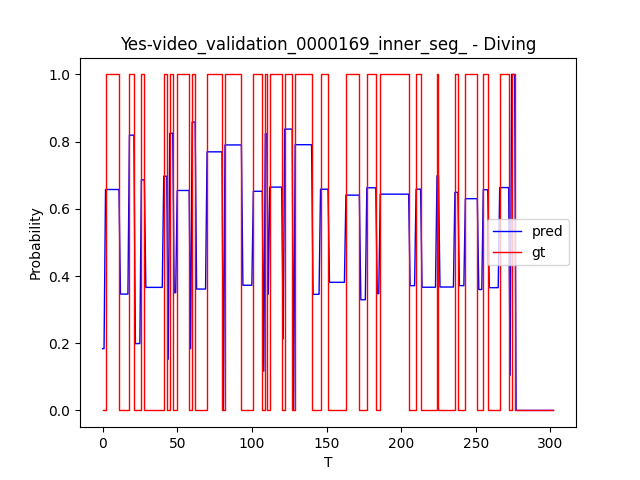 Yes-video_validation_0000169_inner_seg_ - Diving
1.0
0.8
0.6
0.4
0.2
0.0
Probability
pred
gt
0 50 100 150 200 250 300
T